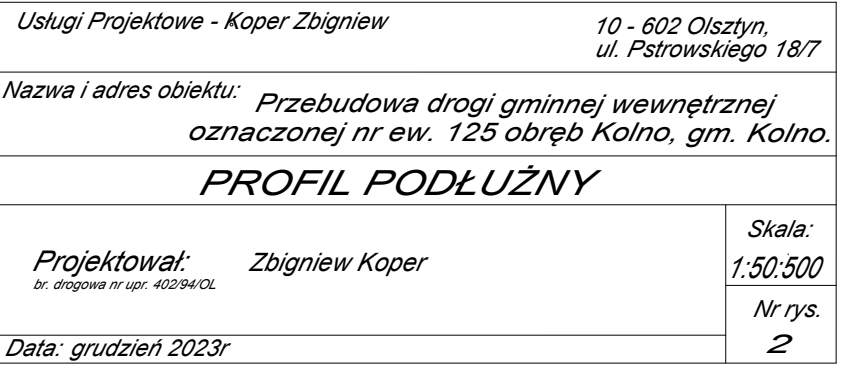 Usługi Projektowe - Koper Zbigniew
10 - 602 Olsztyn,
ul. Pstrowskiego 18/7
Nazwa i adres obiektu: Przebudowa drogi gminnej wewnętrznej
oznaczonej nr ew. 125 obręb Kolno, gm. Kolno.
PROFIL PODŁUŻNY
Projektował: Zbigniew Koper
br. drogowa nr upr. 402/94/OL
Skala:
1:50:500
Nr rys.
2
Data: grudzień 2023r